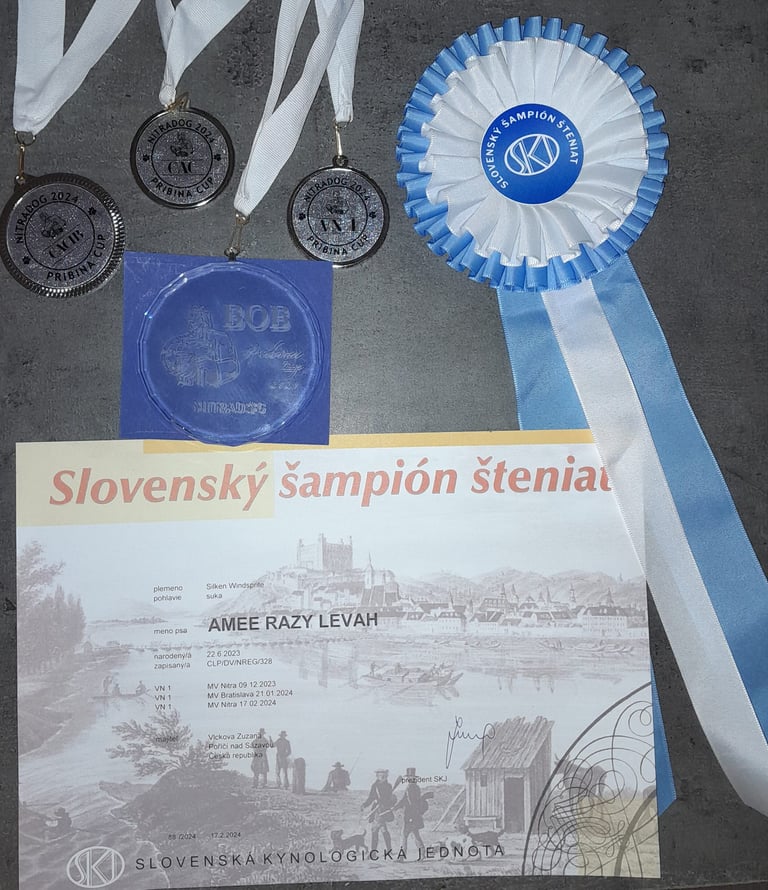 NITRADOG 2024
CAC
PRIBINA CUP
NITRADOG 2024
CACIB
PRIBINA CUP
NITRADOG 2024
VN 1
PRIBINA CUP
SLOVENSKÝ ŠAMPIÓN ŠTENIAT
SKJ
BOB
NITRADOG
Slovenský šampión šteniat
plemeno Silken Windsprite
pohlavie suka
meno psa AMEE RAZY LEVAH
narodený/á 22.6.2023
zapísaný/á CLP/DV/NREG/328
VN 1 MV Nitra 09 12 2023
VN 1 MV Bratislava 21.01.2024
VN 1 MV Nitra 17 02 2024
majiteľ Vlckova Zuzana
Poříčí nad Sázavou
Česká republika
prezident SKJ
88 /2024 17.2.2024
SKJ SLOVENSKÁ KYNOLOGICKÁ JEDNOTA